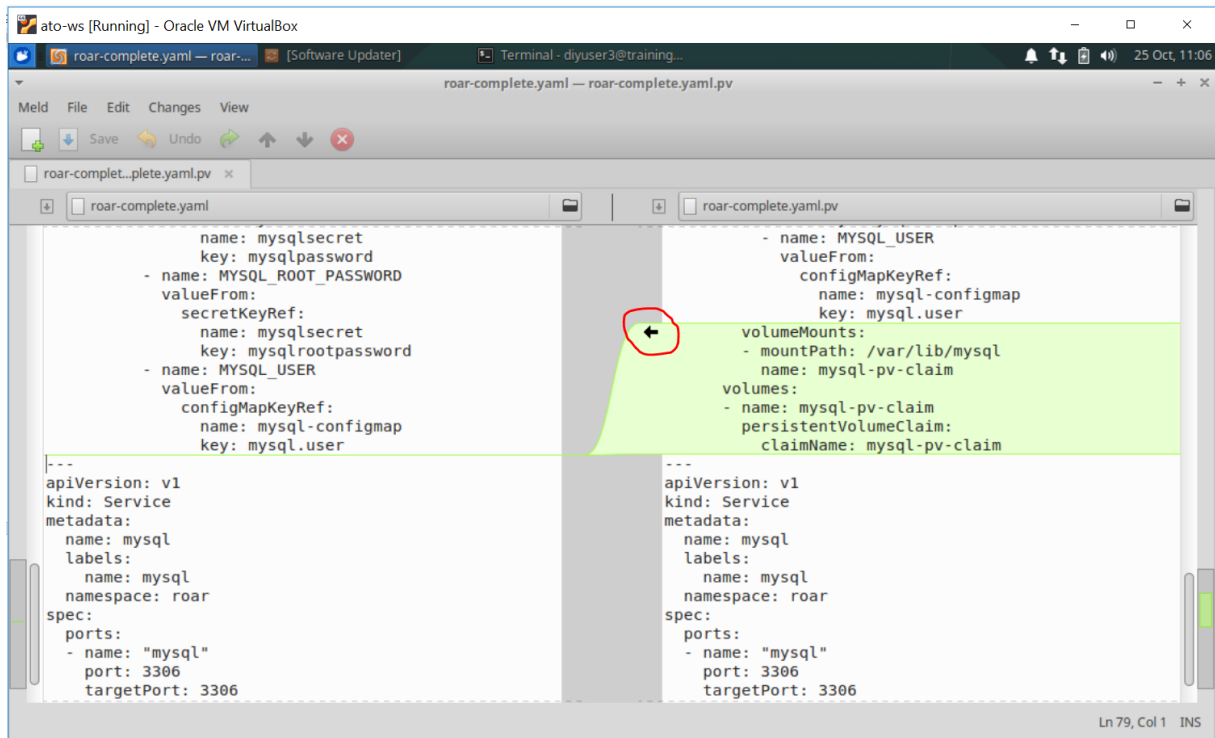 ato-ws [Running] - Oracle VM VirtualBox
roar-complete.yaml — roar-... [Software Updater] Terminal - diyuser3@training... 25 Oct, 11:06
roar-complete.yaml — roar-complete.yaml.pv
Meld File Edit Changes View
Save Undo
roar-complet...plete.yaml.pv
roar-complete.yaml
name: mysqlsecret
key: mysqlpassword
- name: MYSQL_ROOT_PASSWORD
valueFrom:
secretKeyRef:
name: mysqlsecret
key: mysqlrootpassword
- name: MYSQL_USER
valueFrom:
configMapKeyRef:
name: mysql-configmap
key: mysql.user
---
apiVersion: v1
kind: Service
metadata:
name: mysql
labels:
name: mysql
namespace: roar
spec:
ports:
- name: "mysql"
port: 3306
targetPort: 3306
roar-complete.yaml.pv
- name: MYSQL_USER
valueFrom:
configMapKeyRef:
name: mysql-configmap
key: mysql.user
volumeMounts:
- mountPath: /var/lib/mysql
name: mysql-pv-claim
volumes:
- name: mysql-pv-claim
persistentVolumeClaim:
claimName: mysql-pv-claim
---
apiVersion: v1
kind: Service
metadata:
name: mysql
labels:
name: mysql
namespace: roar
spec:
ports:
- name: "mysql"
port: 3306
targetPort: 3306
Ln 79, Col 1 INS